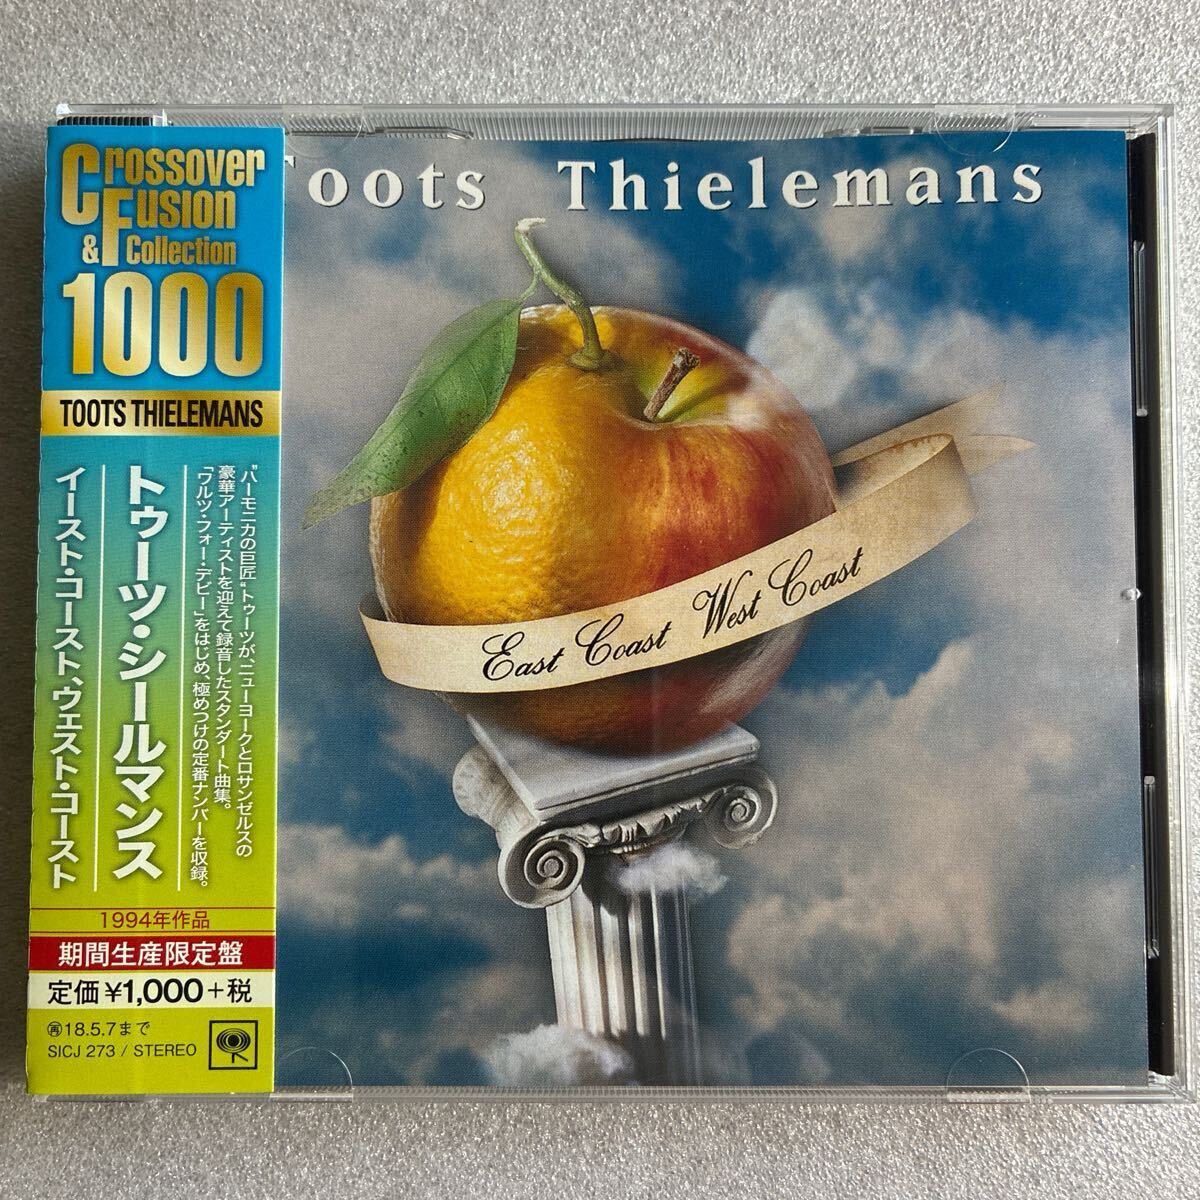 Crossover
Fusion
& Collection
1000
TOOTS THIELEMANS
"ハーモニカの巨匠"トゥーツが、ニューヨークとロサンゼルスの
豪華アーティストを迎えて録音したスタンダート曲集。
「ワルツ・フォー・デビー」をはじめ、極めつけの定番ナンバーを収録。
トゥーツ・シールマンス
イースト・コースト、ウェスト・コースト
1994年作品
期間生産限定盤
定価¥1,000+税
再18.5.7まで
SICJ 273 / STEREO
Toots Thielemans
East Coast West Coast